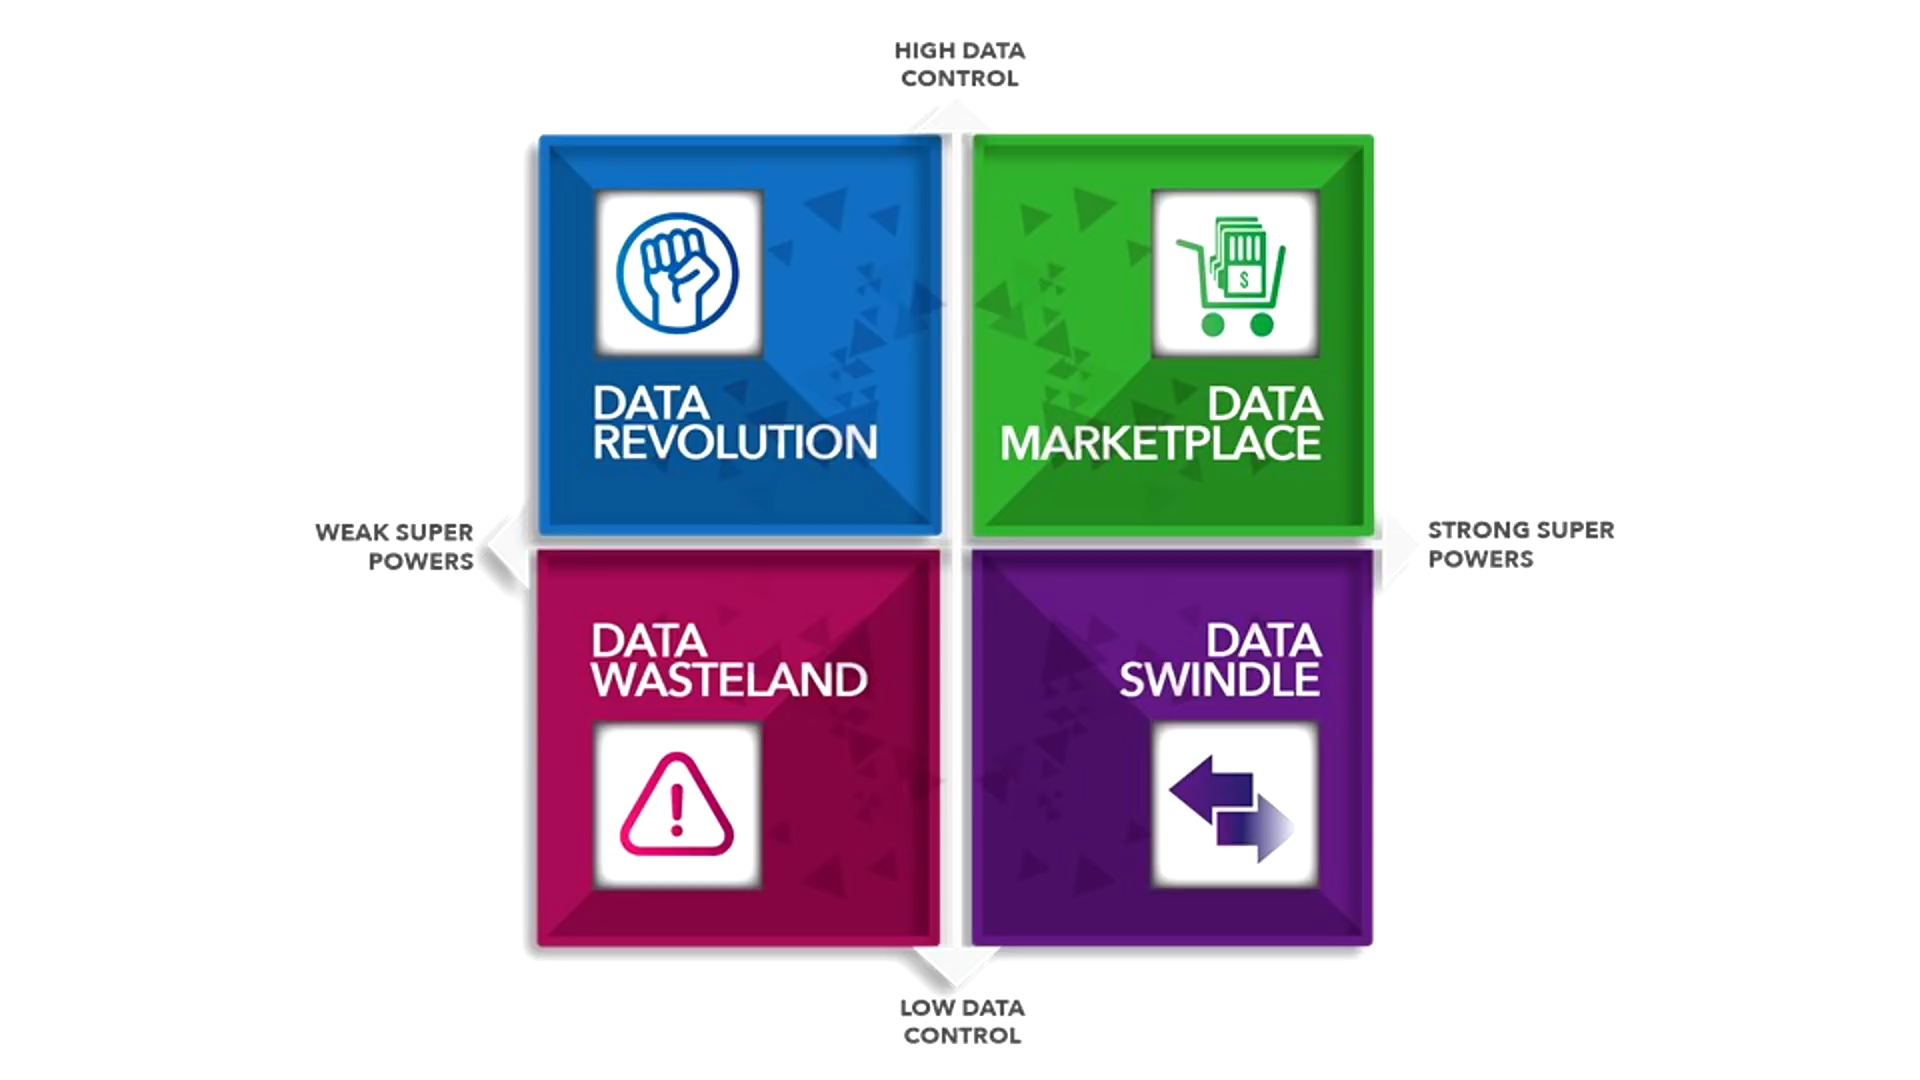 HIGH DATA
CONTROL
DATA
REVOLUTION
$
DATA
MARKETPLACE
WEAK SUPER
POWERS
STRONG SUPER
POWERS
DATA
WASTELAND
!
DATA
SWINDLE
LOW DATA
CONTROL